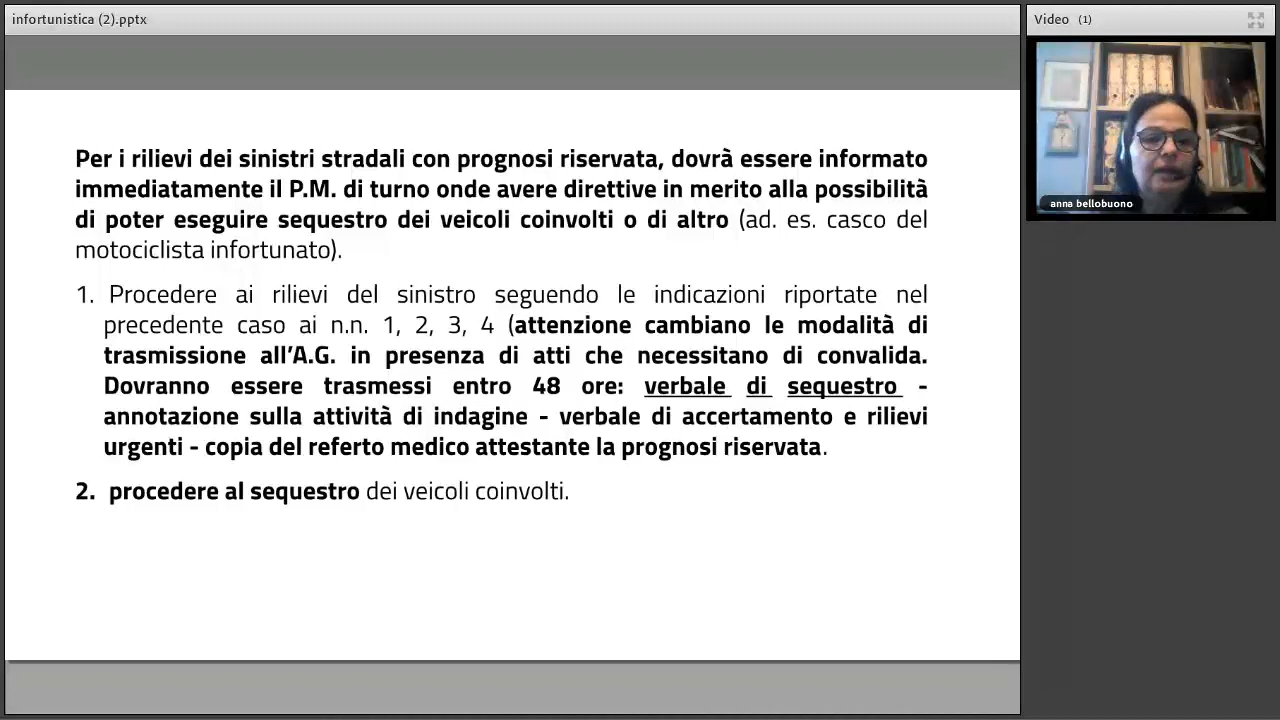 infortunistica (2).pptx
Video (1)
Per i rilievi dei sinistri stradali con prognosi riservata, dovrà essere informato
immediatamente il P.M. di turno onde avere direttive in merito alla possibilità
di poter eseguire sequestro dei veicoli coinvolti o di altro (ad. es. casco del
motociclista infortunato).
1. Procedere ai rilievi del sinistro seguendo le indicazioni riportate nel
precedente caso ai n.n. 1, 2, 3, 4 (attenzione cambiano le modalità di
trasmissione all’A.G. in presenza di atti che necessitano di convalida.
Dovranno essere trasmessi entro 48 ore: verbale di sequestro -
annotazione sulla attività di indagine - verbale di accertamento e rilievi
urgenti - copia del referto medico attestante la prognosi riservata.
2. procedere al sequestro dei veicoli coinvolti.
anna bellobuono